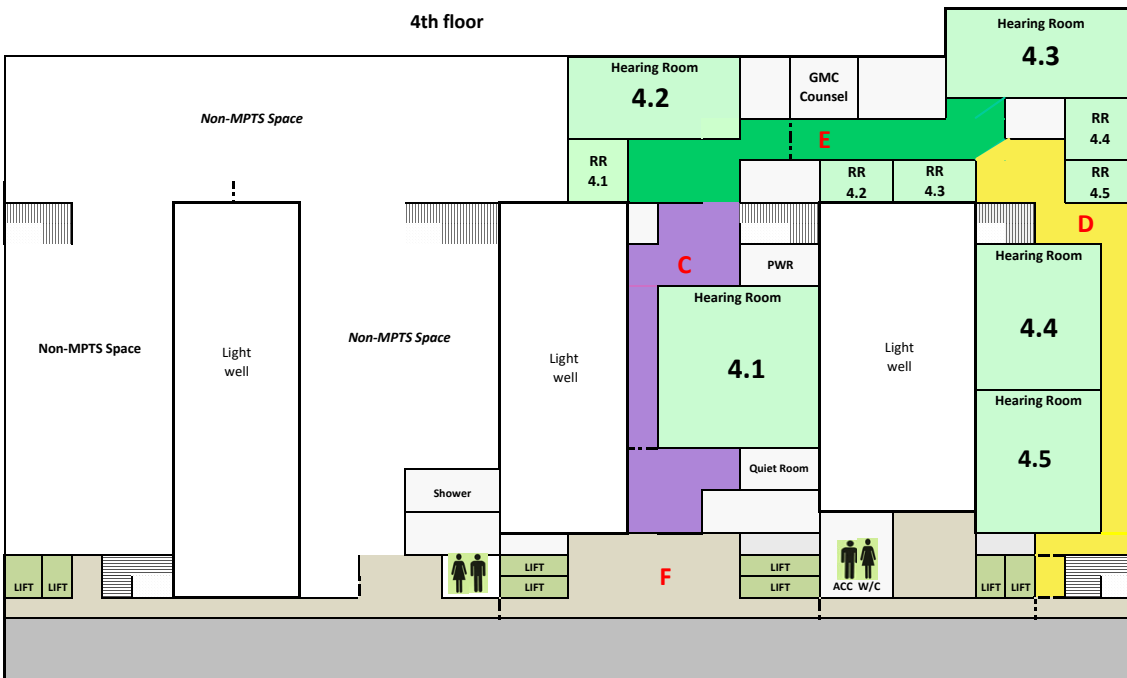 4th floor
Hearing Room
4.3
Hearing Room
4.2
GMC
Counsel
Non-MPTS Space
RR
4.4
E
RR
4.1
RR
4.2
RR
4.3
RR
4.5
D
C
PWR
Hearing Room
Hearing Room
4.1
4.4
Non-MPTS Space
Non-MPTS Space
Light
well
Light
well
Light
well
Hearing Room
4.5
Quiet Room
Shower
F
LIFT
LIFT
LIFT
LIFT
LIFT
LIFT
ACC W/C
LIFT
LIFT